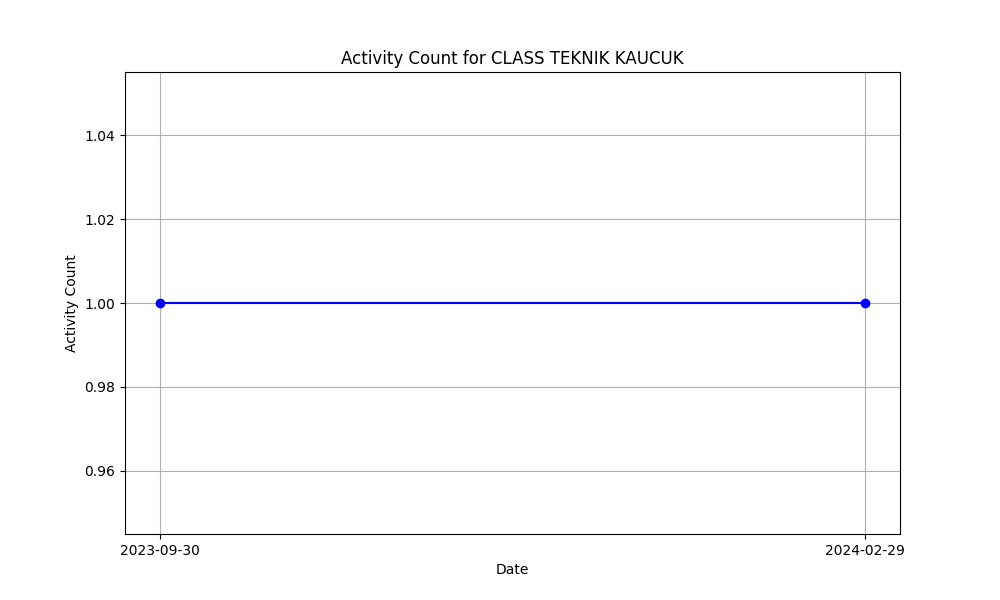 Activity Count for CLASS TEKNIK KAUCUK
1.04
1.02
1.00
0.98
0.96
Activity Count
2023-09-30
2024-02-29
Date